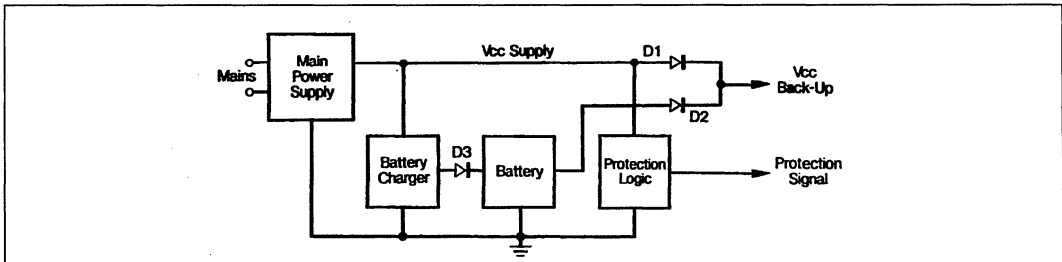 Mains
Main
Power
Supply
Vcc Supply
D1
Vcc
Back-Up
D2
Battery
Charger
D3
Battery
Protection
Logic
Protection
Signal